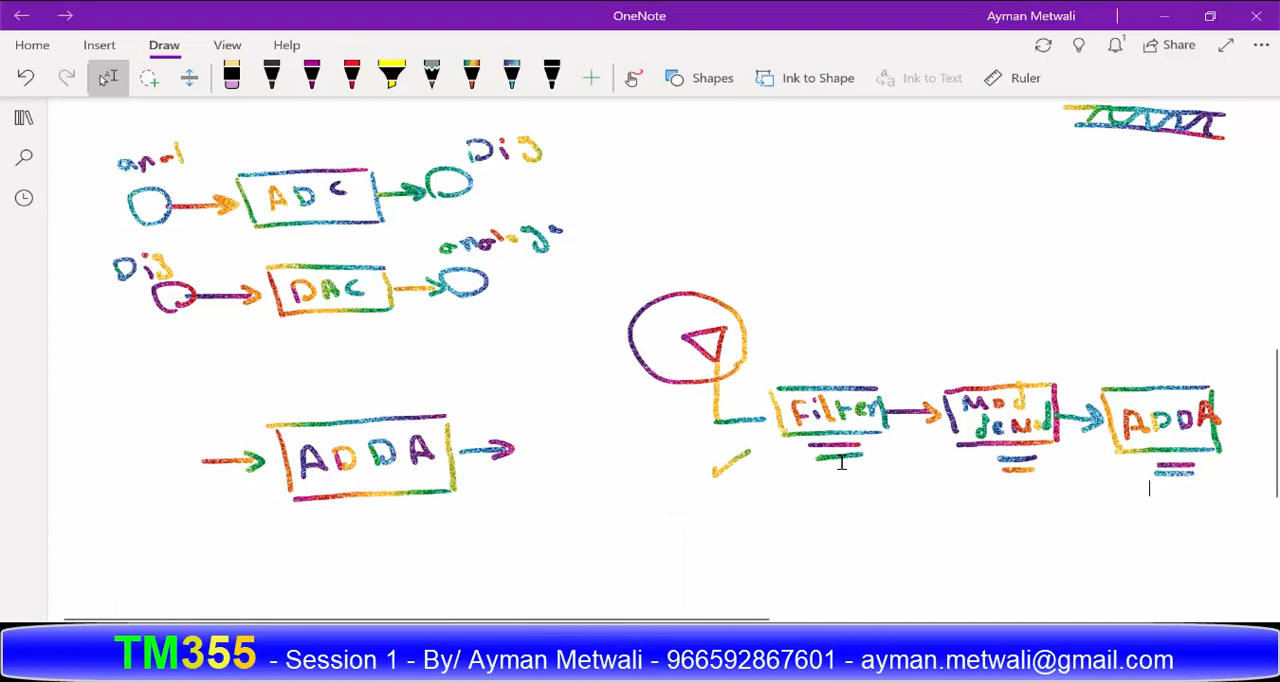 OneNote
Ayman Metwali
Home
Insert
Draw
View
Help
1
Share
Shapes
Ink to Shape
Ink to Text
Ruler
anal
Dig
ADC
Dig
analog
DAC
Filter
Mod
deMod
ADDA
ADDA
TM355 - Session 1 - By/ Ayman Metwali - 966592867601 - ayman.metwali@gmail.com